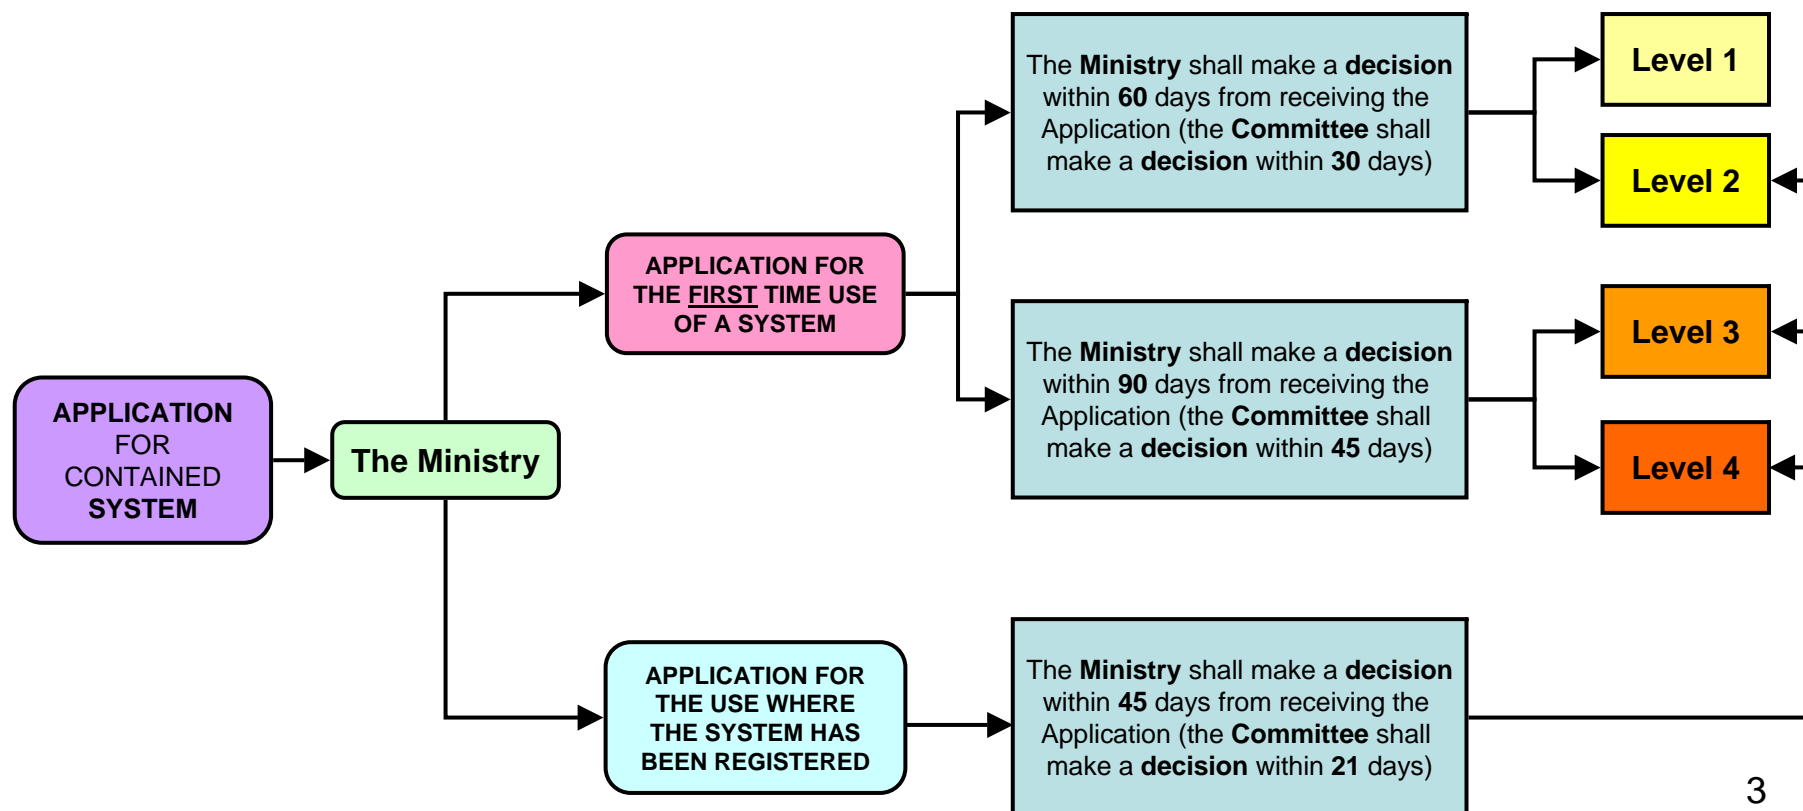 APPLICATION
FOR
CONTAINED
SYSTEM
The Ministry
APPLICATION FOR
THE FIRST TIME USE
OF A SYSTEM
The Ministry shall make a decision
within 60 days from receiving the
Application (the Committee shall
make a decision within 30 days)
Level 1
Level 2
The Ministry shall make a decision
within 90 days from receiving the
Application (the Committee shall
make a decision within 45 days)
Level 3
Level 4
APPLICATION FOR
THE USE WHERE
THE SYSTEM HAS
BEEN REGISTERED
The Ministry shall make a decision
within 45 days from receiving the
Application (the Committee shall
make a decision within 21 days)
3